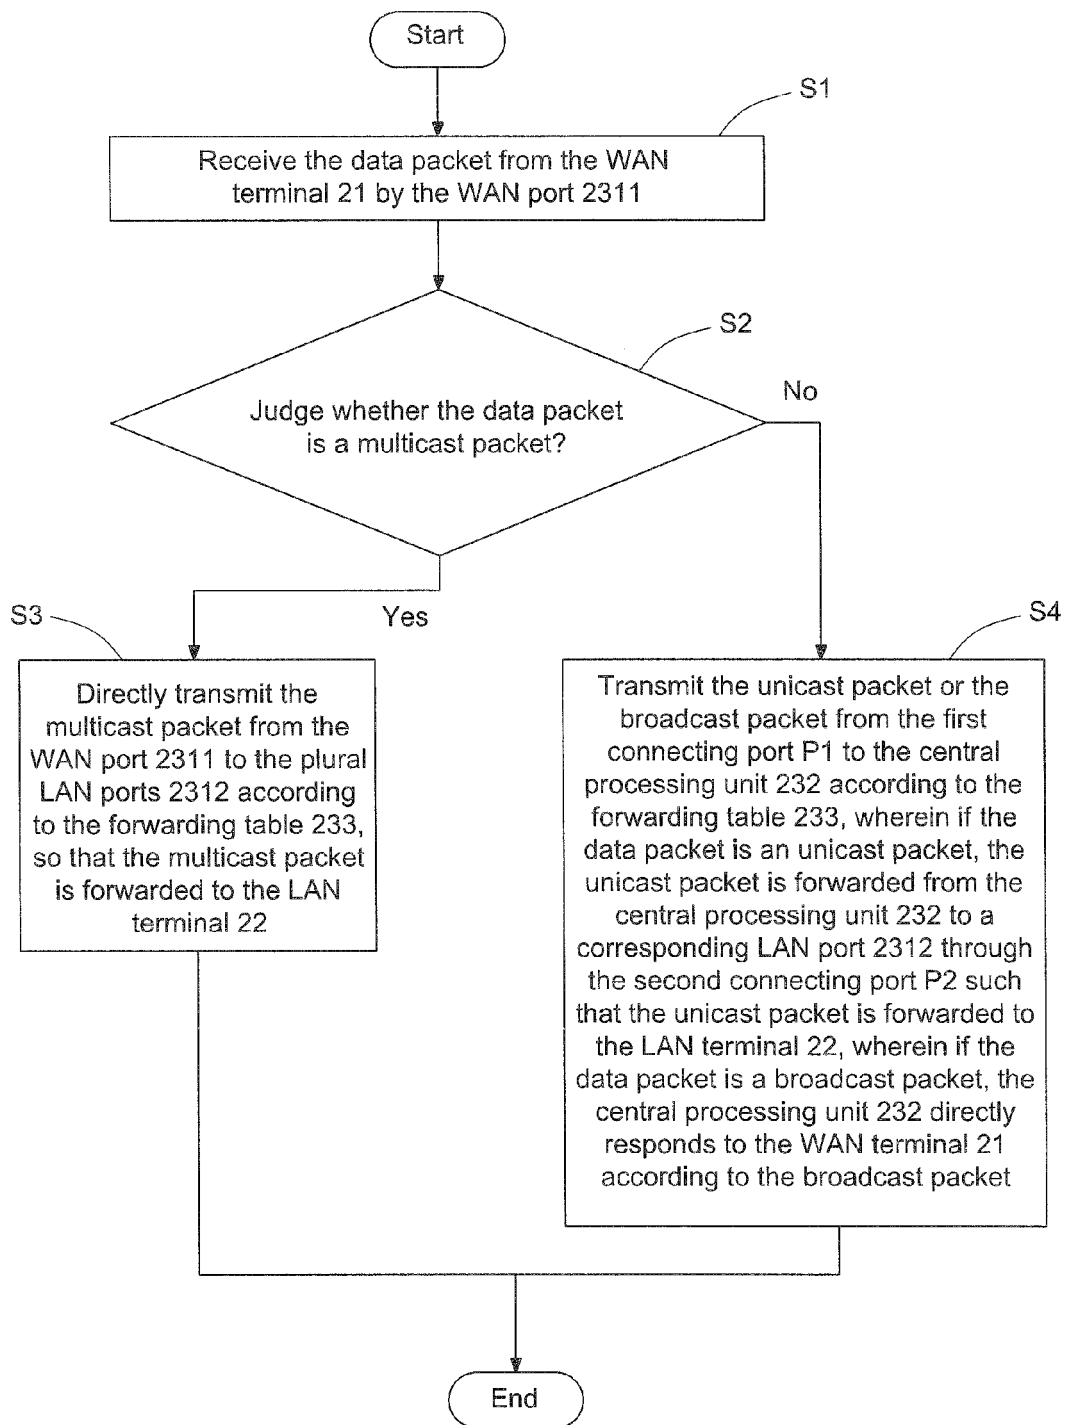 Start
S1
Receive the data packet from the WAN
terminal 21 by the WAN port 2311
S2
Judge whether the data packet
is a multicast packet?
No
Yes
S3
Directly transmit the
multicast packet from the
WAN port 2311 to the plural
LAN ports 2312 according
to the forwarding table 233,
so that the multicast packet
is forwarded to the LAN
terminal 22
S4
Transmit the unicast packet or the
broadcast packet from the first
connecting port P1 to the central
processing unit 232 according to the
forwarding table 233, wherein if the
data packet is an unicast packet, the
unicast packet is forwarded from the
central processing unit 232 to a
corresponding LAN port 2312 through
the second connecting port P2 such
that the unicast packet is forwarded to
the LAN terminal 22, wherein if the
data packet is a broadcast packet, the
central processing unit 232 directly
responds to the WAN terminal 21
according to the broadcast packet
End